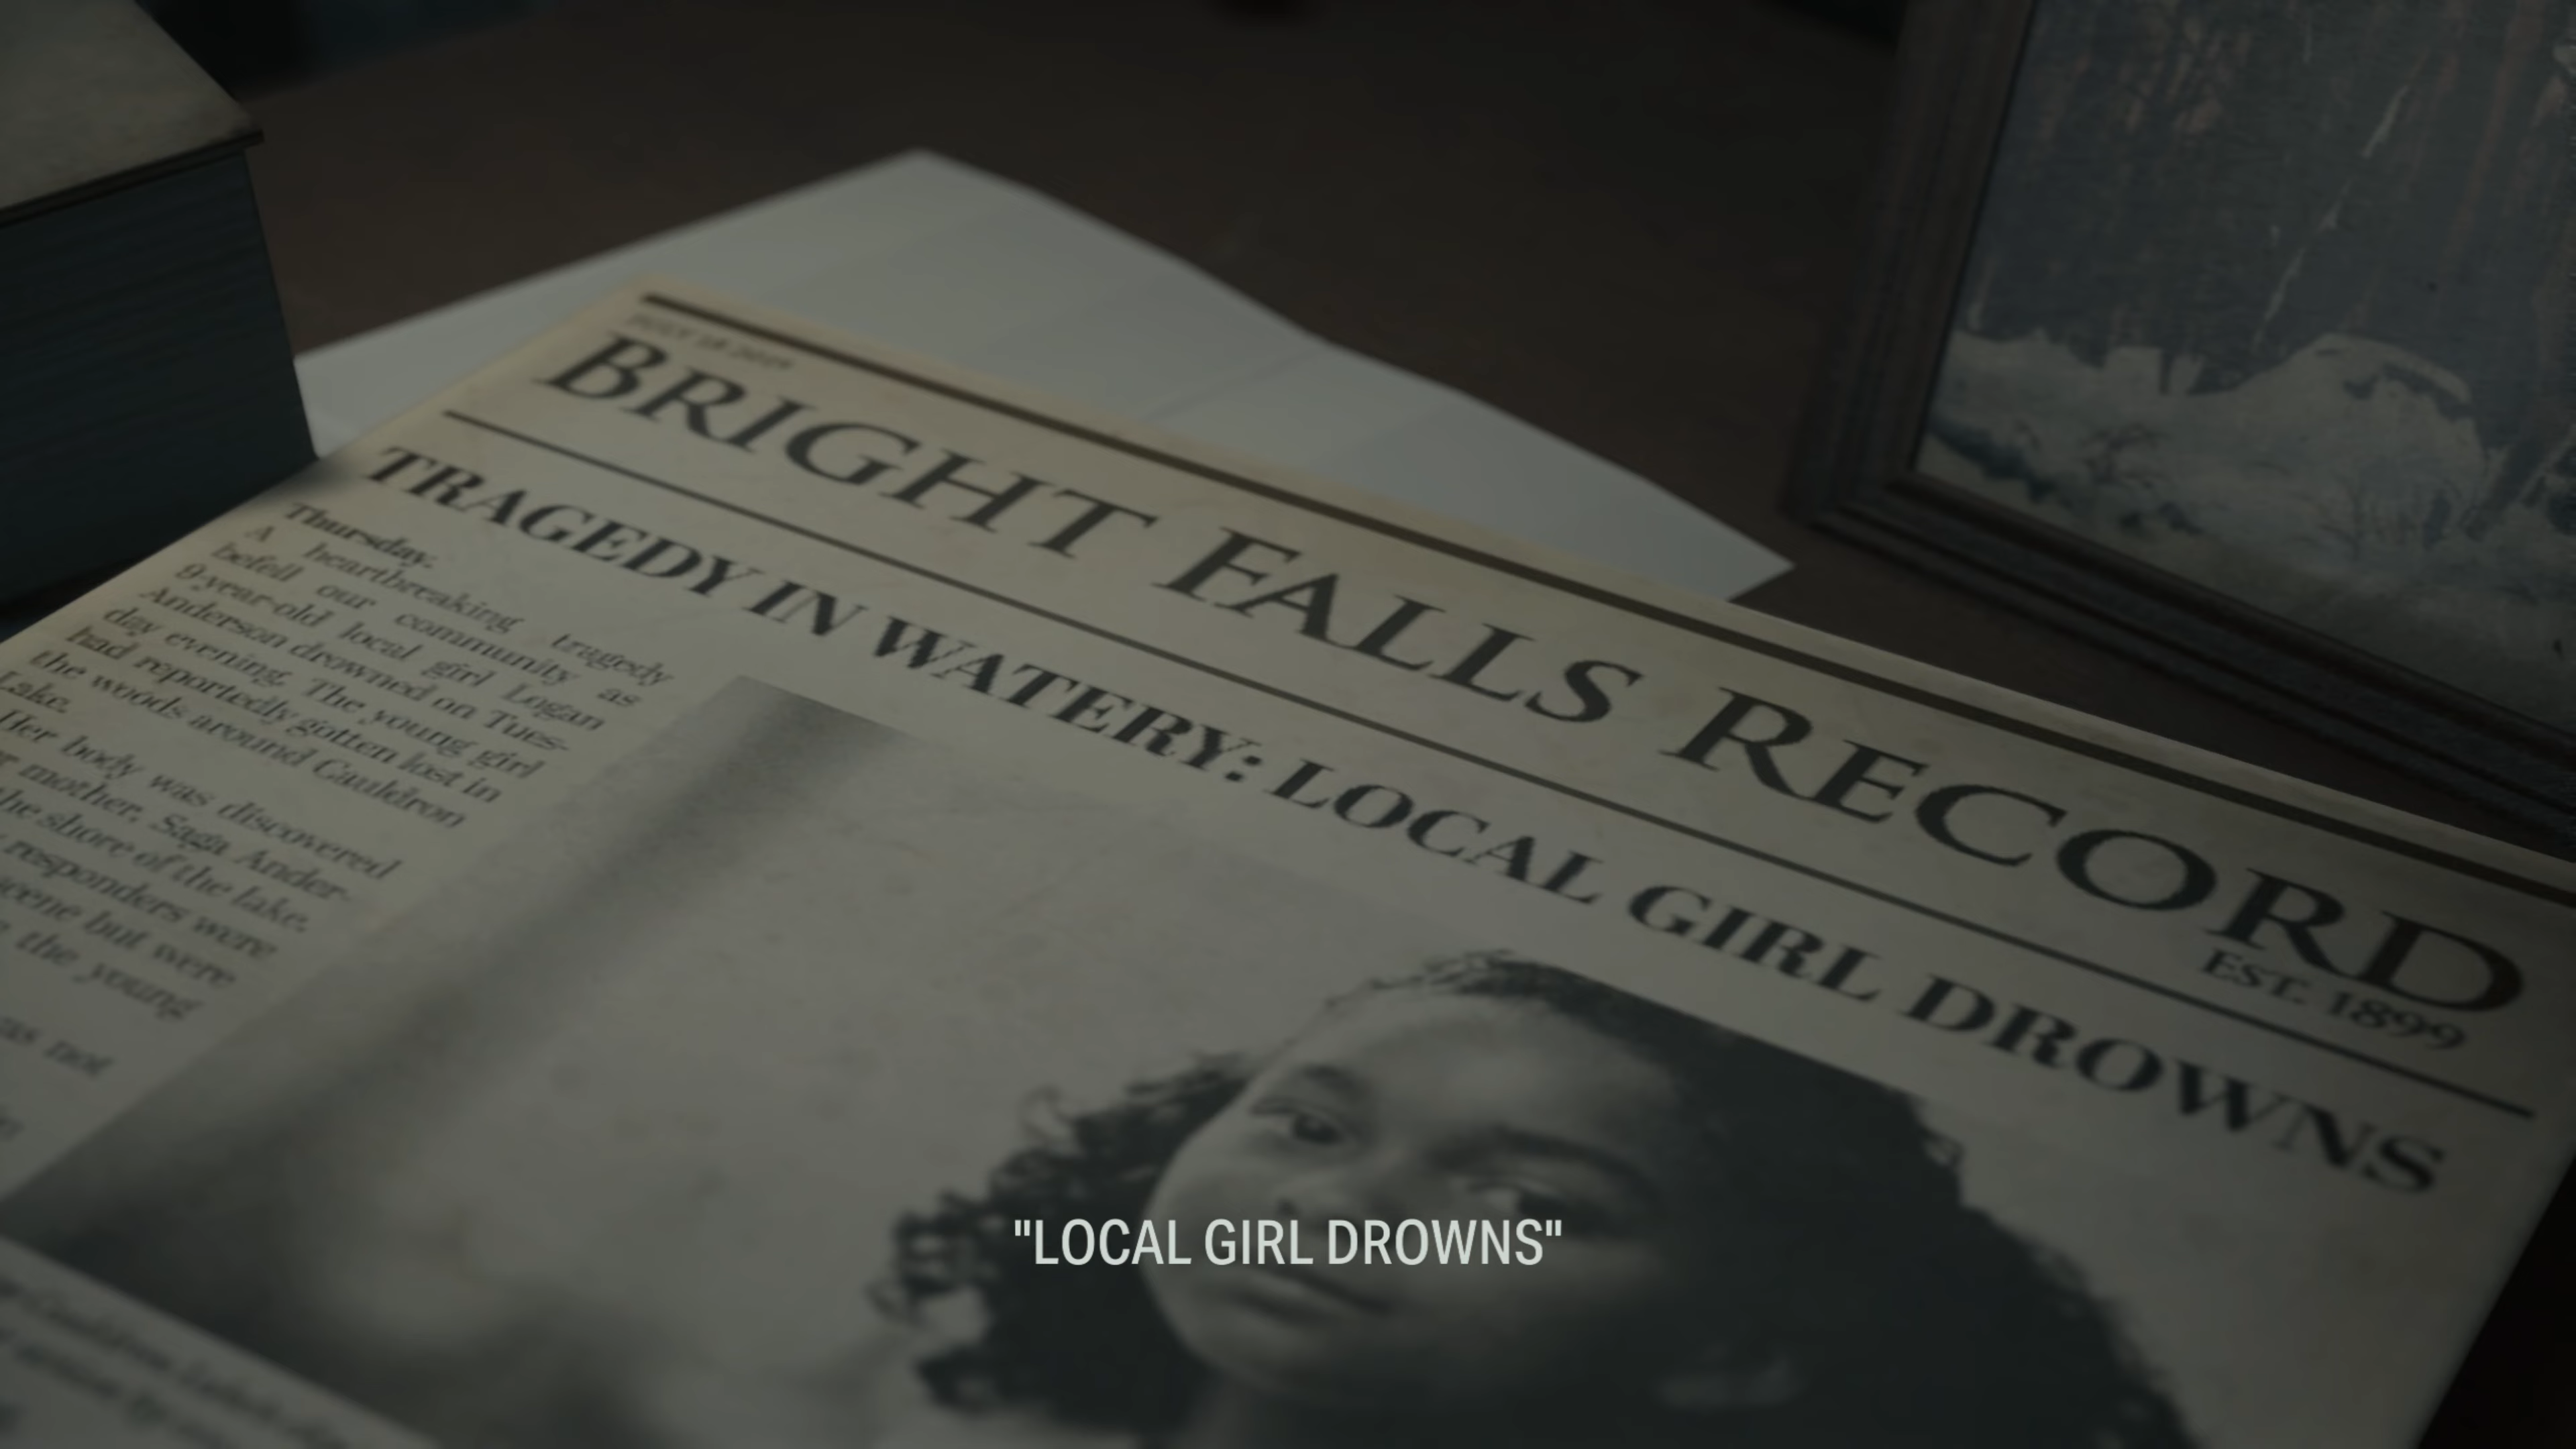 BRIGHT FALLS RECORD
EST. 1899
TRAGEDY IN WATERY: LOCAL GIRL DROWNS
Thursday.
A heartbreaking tragedy
befell our community as
9-year-old local girl Logan
Anderson drowned on Tues-
day evening. The young girl
had reportedly gotten lost in
the woods around Cauldron
Lake.
Her body was discovered
mother, Saga Ander-
the shore of the lake.
responders were
but were
the young
not
"LOCAL GIRL DROWNS"